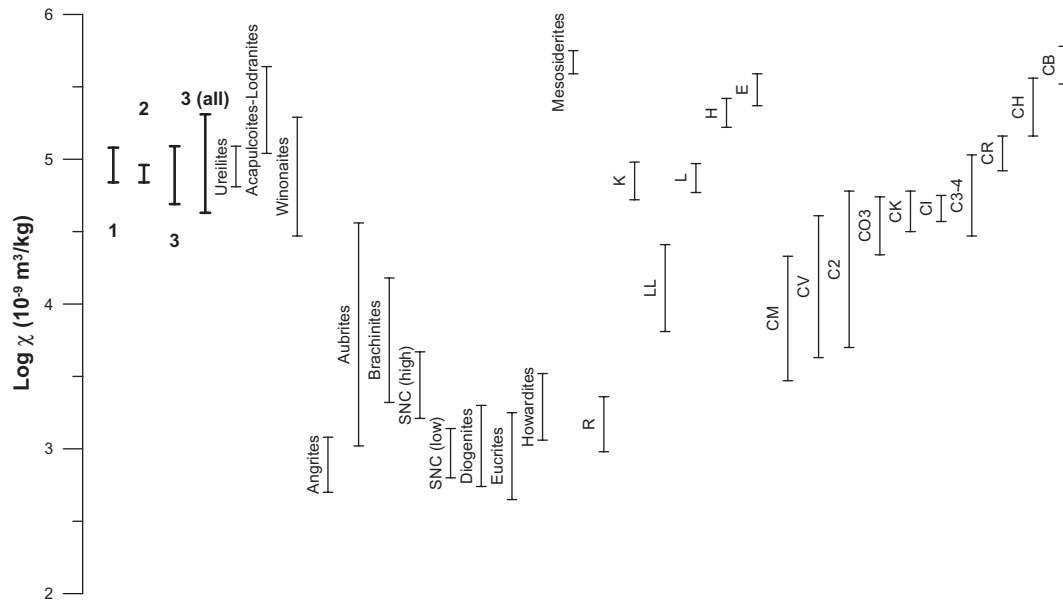 Log χ (10⁻⁹ m³/kg)
6
5
4
3
2
1
2
3
3 (all)
Ureilites
Acapulcoites-Lodranites
Winonaites
Angrites
Aubrites
Brachinites
SNC (high)
SNC (low)
Diogenites
Eucrites
Howardites
Mesosiderites
R
K
LL
L
H
E
CM
CV
C2
CO3
CK
CI
C3-4
CR
CH
CB